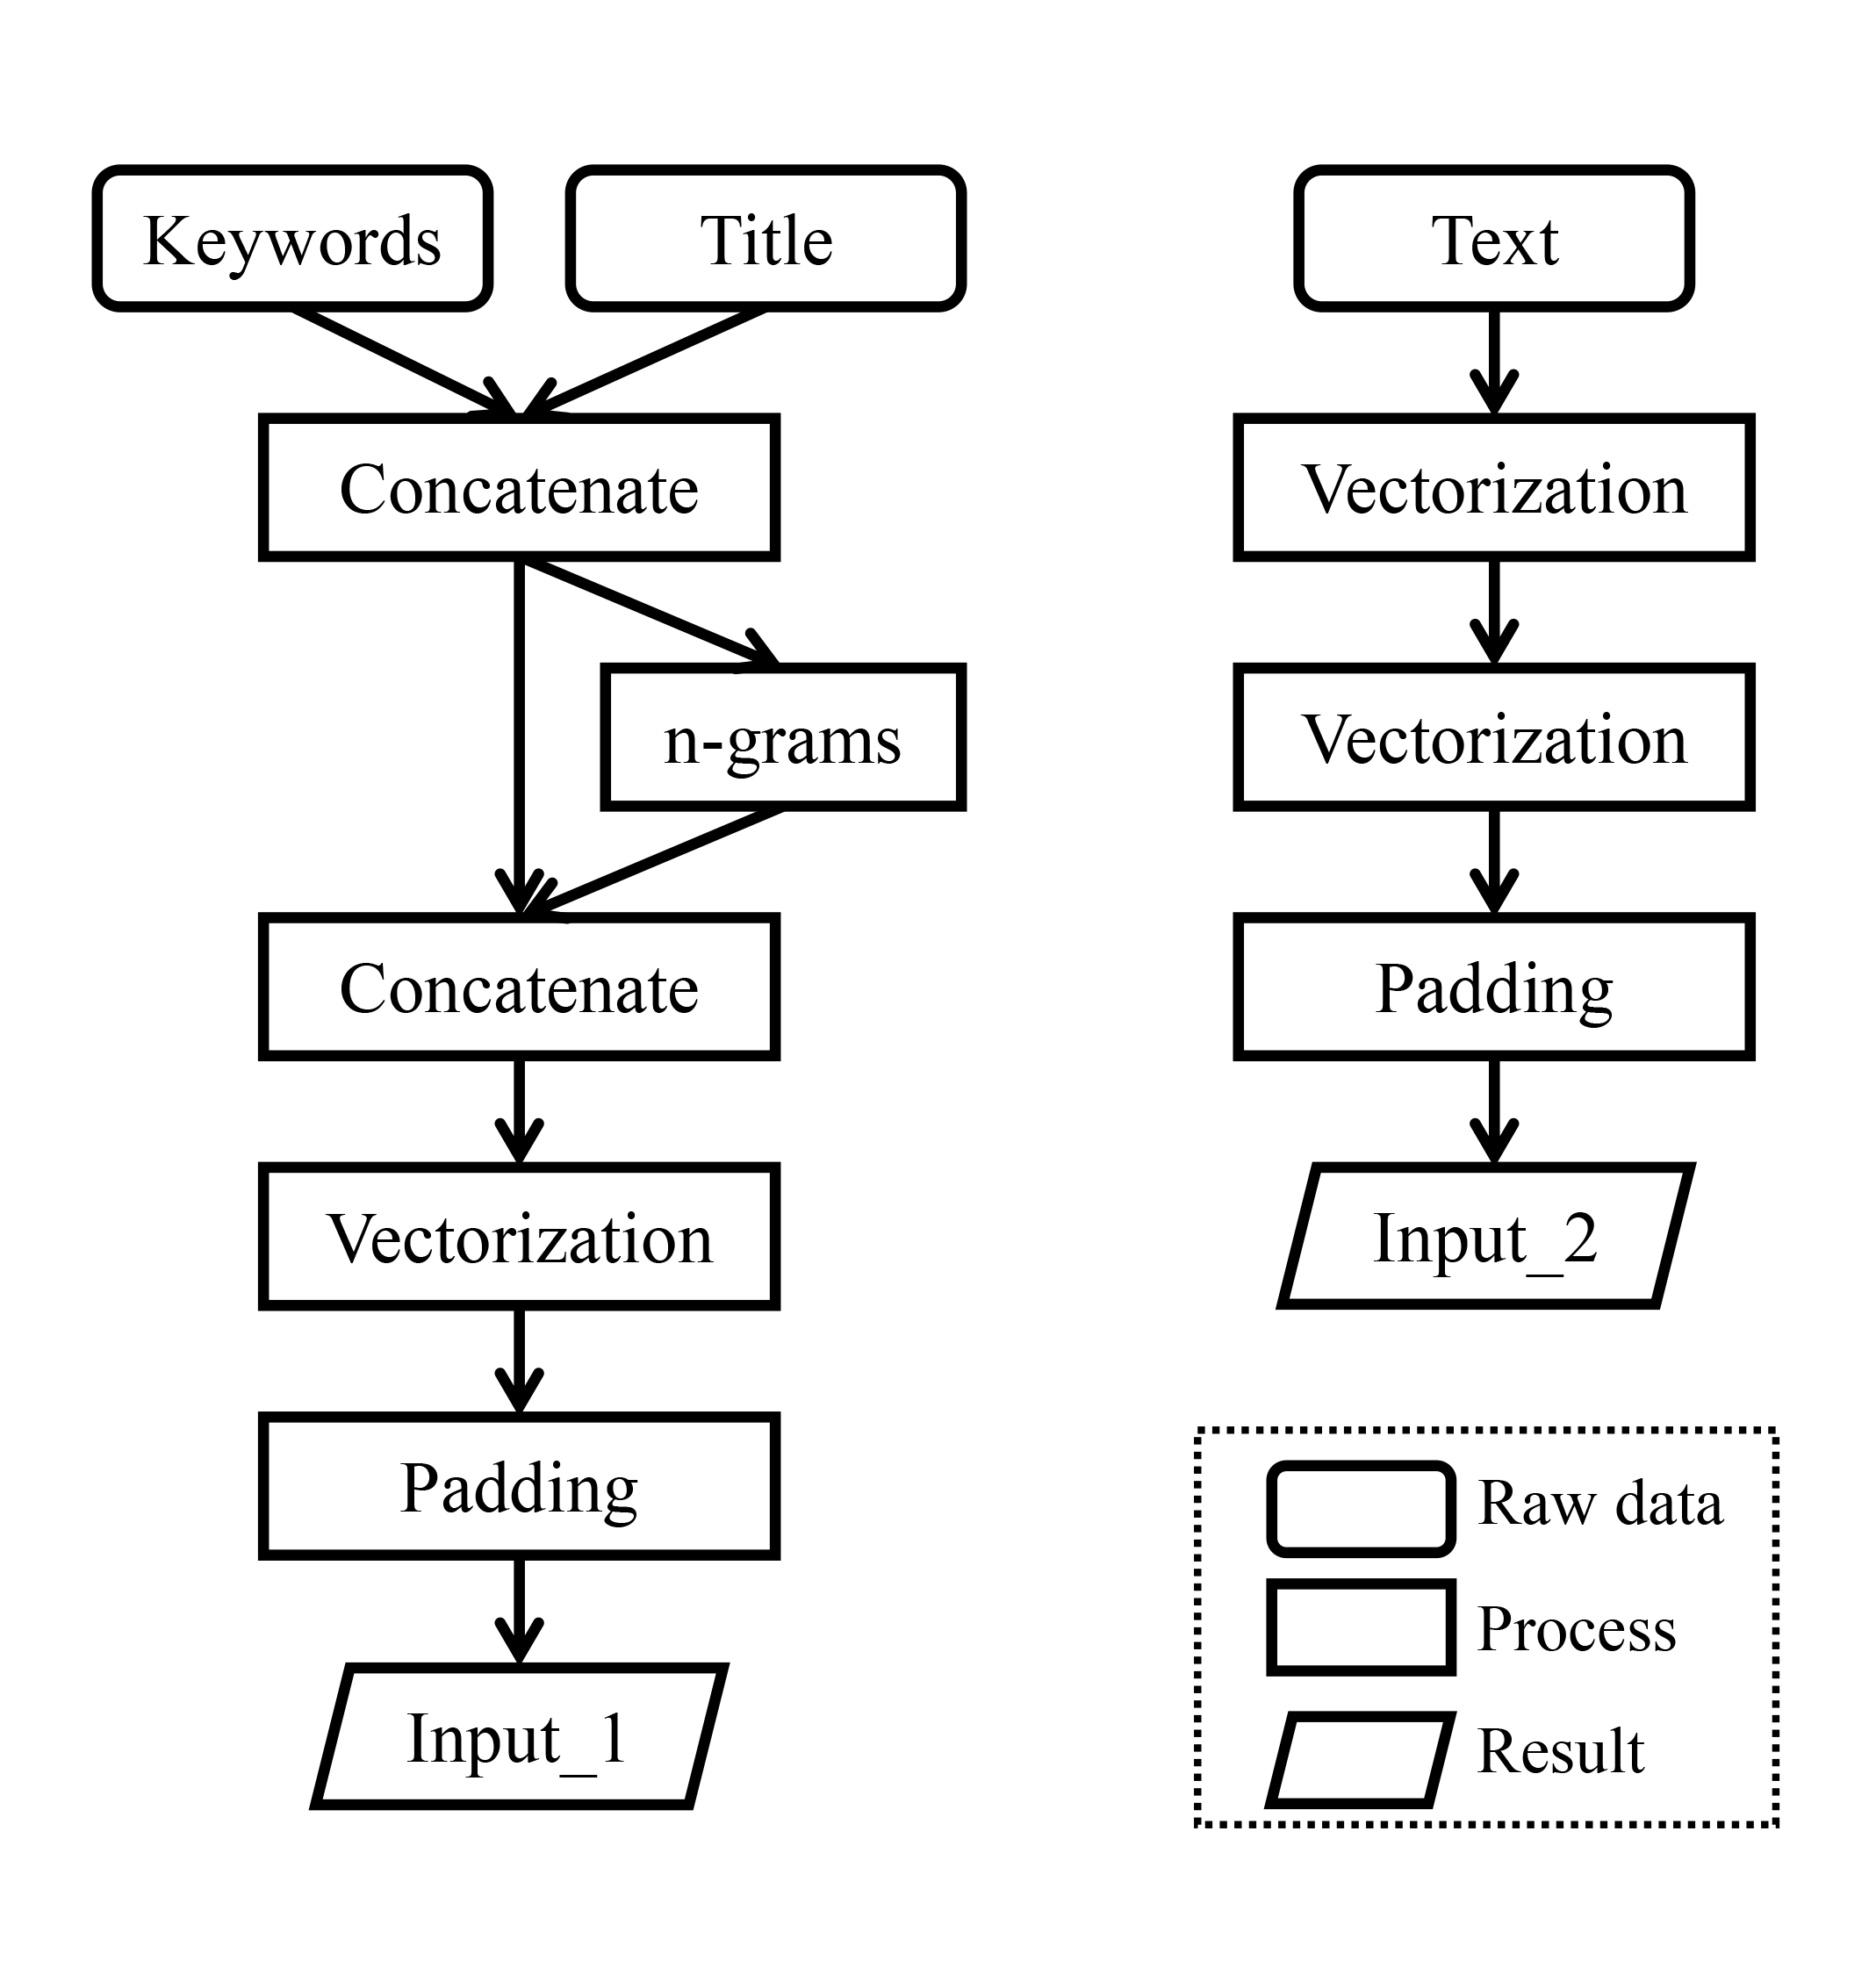 Keywords
Title
Concatenate
n-grams
Concatenate
Vectorization
Padding
Input_1
Text
Vectorization
Vectorization
Padding
Input_2
Raw data
Process
Result